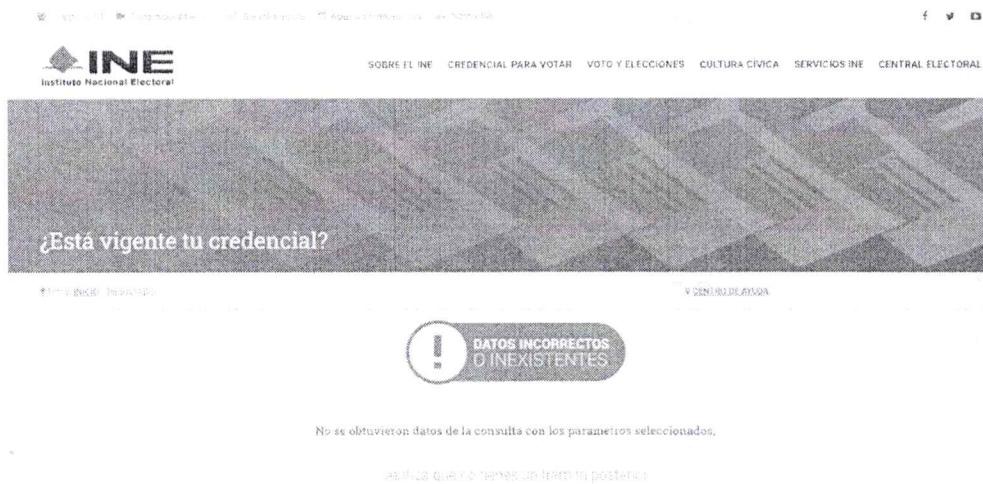 INE
Instituto Nacional Electoral
SOBRE EL INE CREDENCIAL PARA VOTAR VOTO Y ELECCIONES CULTURA CÍVICA SERVICIOS INE CENTRAL ELECTORAL
¿Está vigente tu credencial?
INICIO
CENTRO DE AYUDA
DATOS INCORRECTOS
O INEXISTENTES
No se obtuvieron datos de la consulta con los parametros seleccionados.